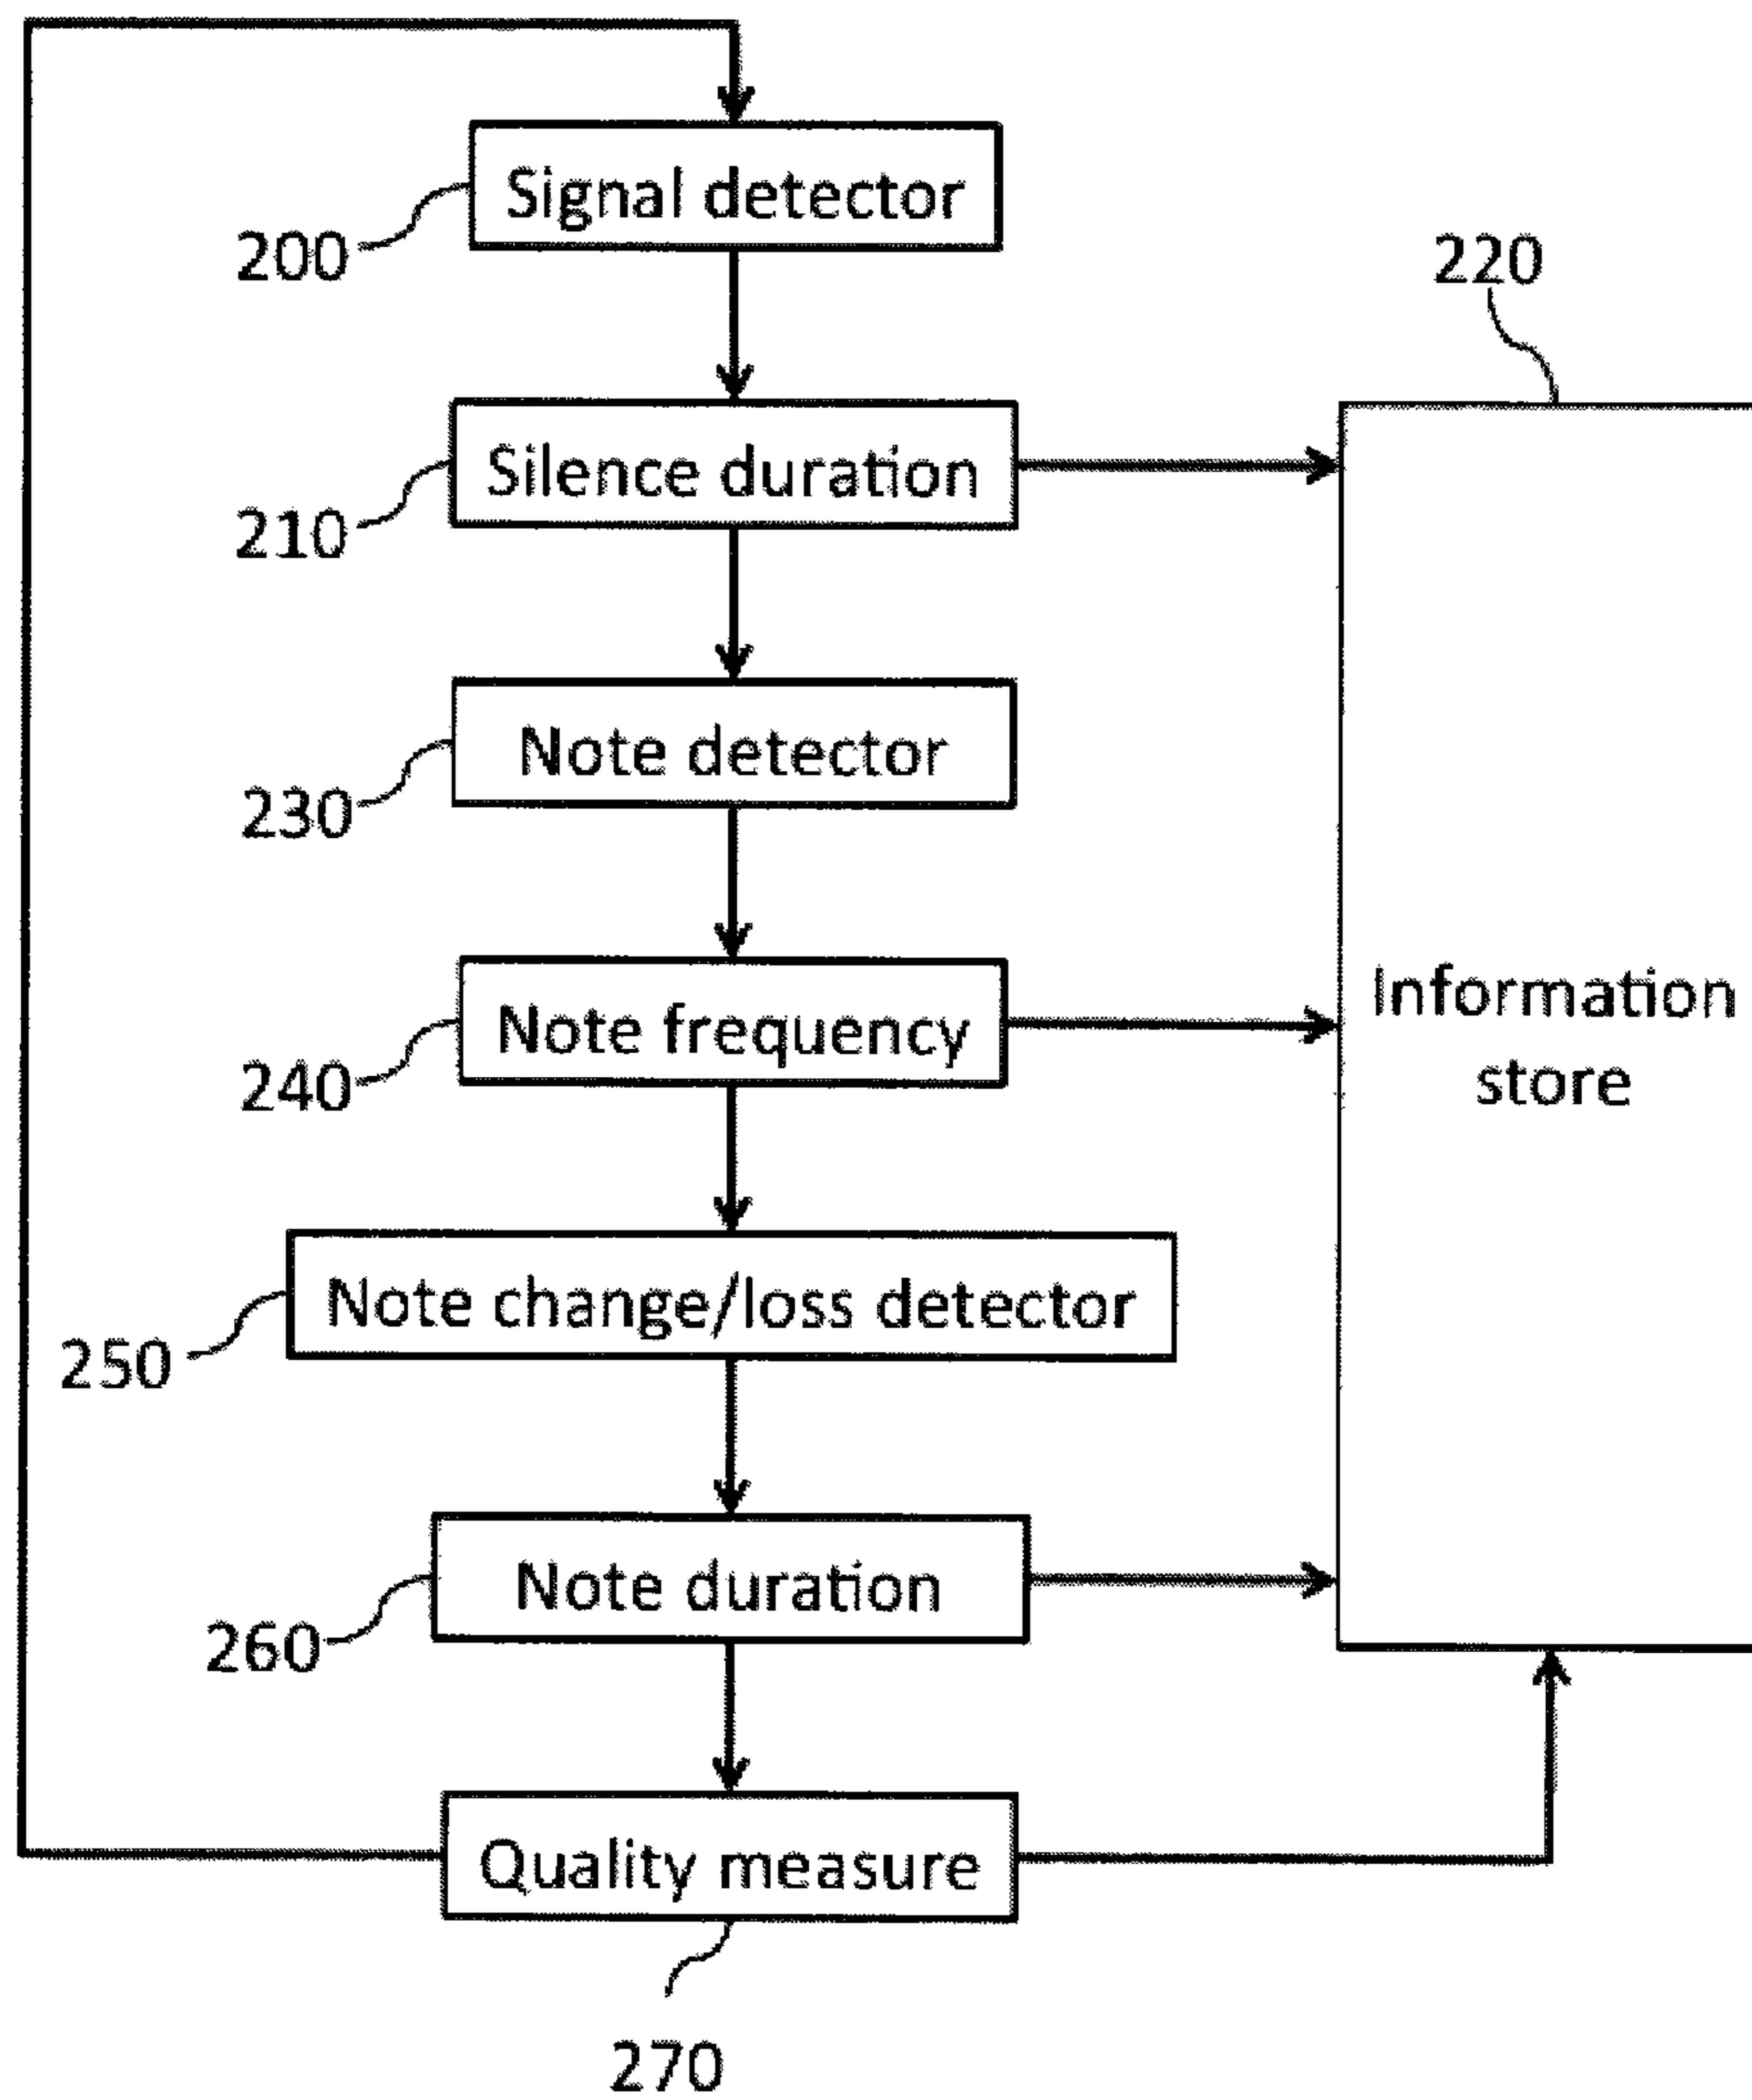 Signal detector
200
220
Silence duration
210
Note detector
230
Information
store
Note frequency
240
Note change/loss detector
250
Note duration
260
Quality measure
270